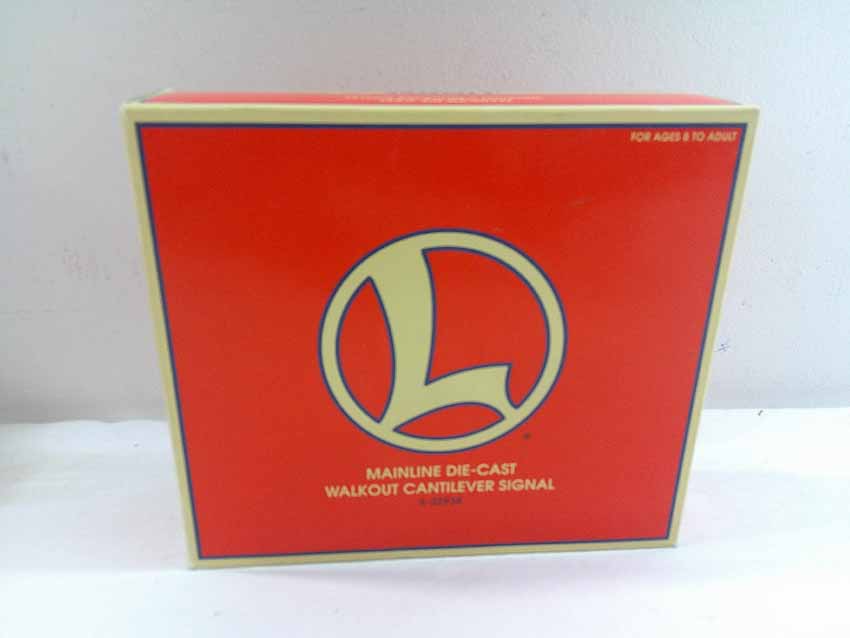 FOR AGES 8 TO ADULT
L
MAINLINE DIE-CAST
WALKOUT CANTILEVER SIGNAL